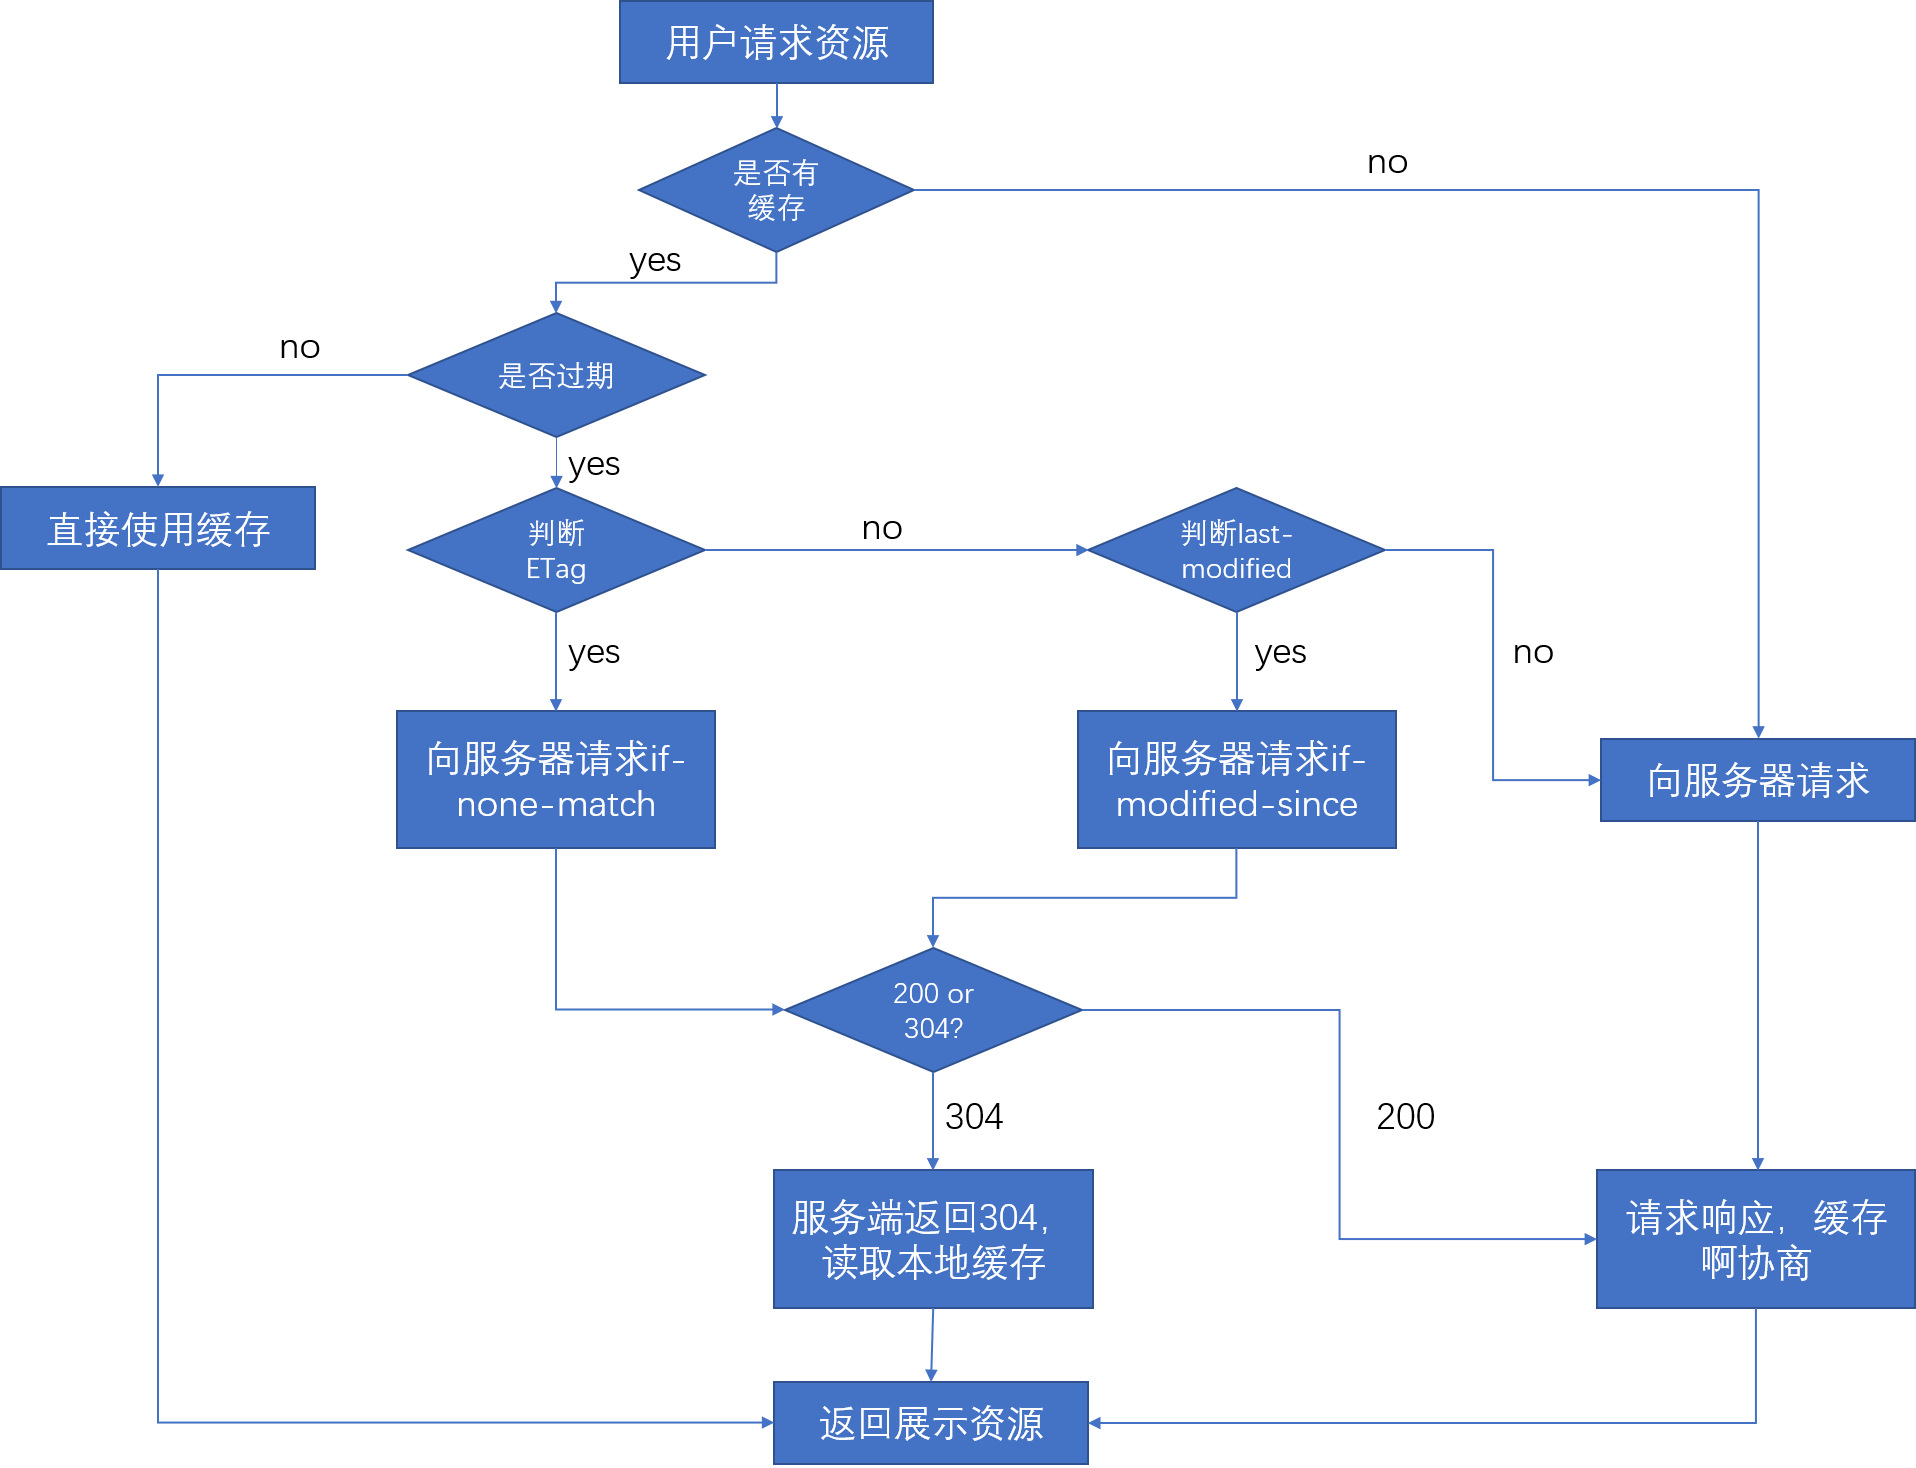 用户请求资源
是否有
缓存
no
yes
是否过期
no
yes
直接使用缓存
判断
ETag
no
判断last-
modified
yes
yes
no
向服务器请求if-
none-match
向服务器请求if-
modified-since
向服务器请求
200 or
304?
304
200
服务端返回304，
读取本地缓存
请求响应，缓存
啊协商
返回展示资源